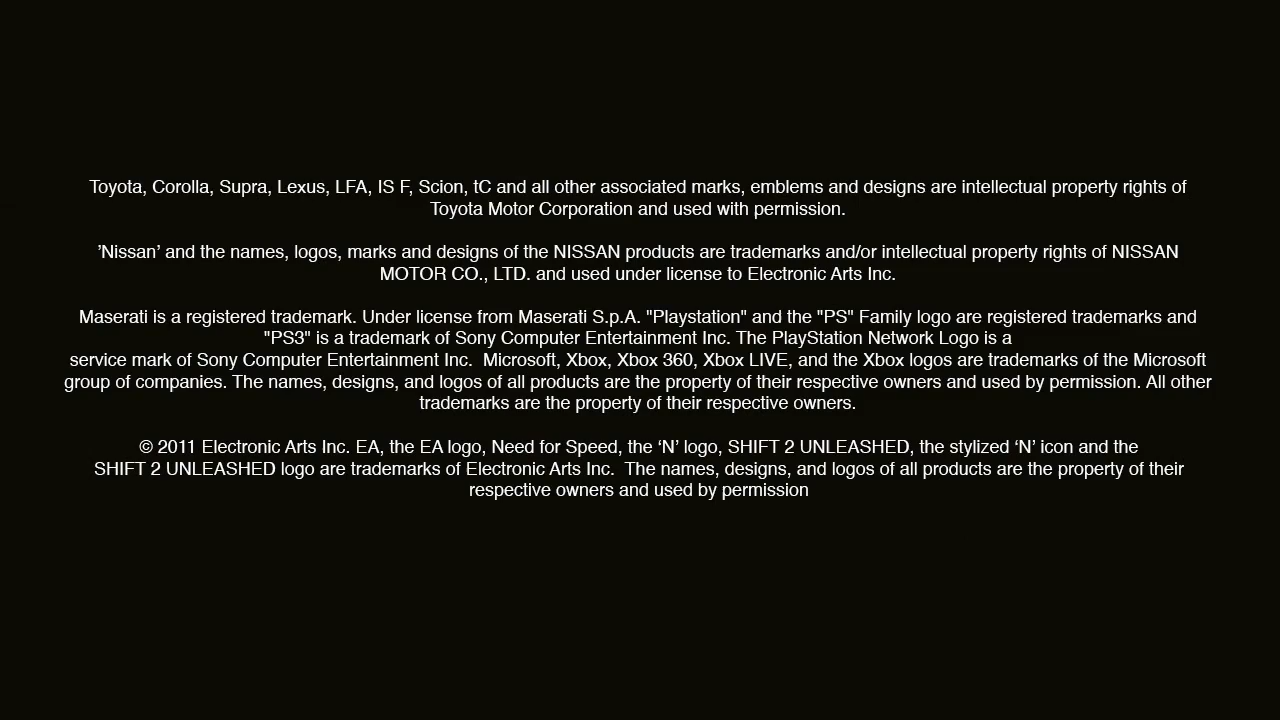 Toyota, Corolla, Supra, Lexus, LFA, IS F, Scion, tC and all other associated marks, emblems and designs are intellectual property rights of
Toyota Motor Corporation and used with permission.
’Nissan’ and the names, logos, marks and designs of the NISSAN products are trademarks and/or intellectual property rights of NISSAN
MOTOR CO., LTD. and used under license to Electronic Arts Inc.
Maserati is a registered trademark. Under license from Maserati S.p.A. "Playstation" and the "PS" Family logo are registered trademarks and
"PS3" is a trademark of Sony Computer Entertainment Inc. The PlayStation Network Logo is a
service mark of Sony Computer Entertainment Inc.  Microsoft, Xbox, Xbox 360, Xbox LIVE, and the Xbox logos are trademarks of the Microsoft
group of companies. The names, designs, and logos of all products are the property of their respective owners and used by permission. All other
trademarks are the property of their respective owners.
© 2011 Electronic Arts Inc. EA, the EA logo, Need for Speed, the ‘N’ logo, SHIFT 2 UNLEASHED, the stylized ‘N’ icon and the
SHIFT 2 UNLEASHED logo are trademarks of Electronic Arts Inc.  The names, designs, and logos of all products are the property of their
respective owners and used by permission